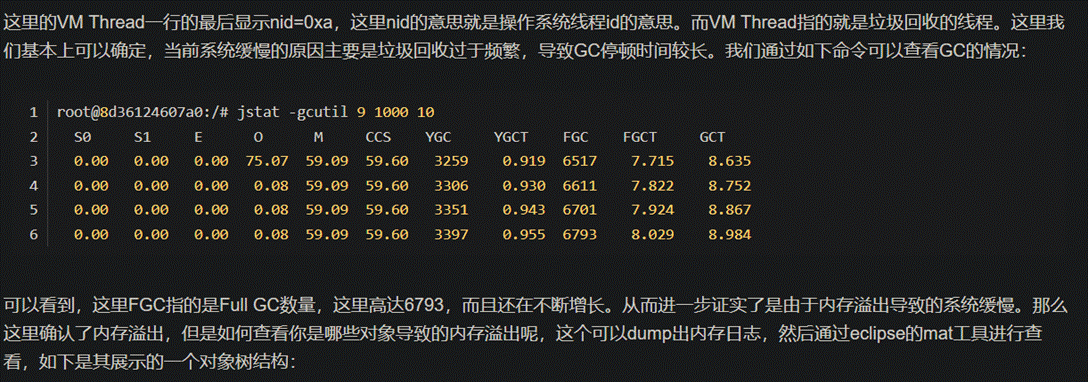 这里的VM Thread一行的最后显示nid=0xa，这里nid的意思就是操作系统线程id的意思。而VM Thread指的就是垃圾回收的线程。这里我
们基本上可以确定，当前系统缓慢的原因主要是垃圾回收过于频繁，导致GC停顿时间较长。我们通过如下命令可以查看GC的情况：
1 root@8d36124607a0:/# jstat -gcutil 9 1000 10
2 S0 S1 E O M CCS YGC YGCT FGC FGCT GCT
3 0.00 0.00 0.00 75.07 59.09 59.60 3259 0.919 6517 7.715 8.635
4 0.00 0.00 0.00 0.08 59.09 59.60 3306 0.930 6611 7.822 8.752
5 0.00 0.00 0.00 0.08 59.09 59.60 3351 0.943 6701 7.924 8.867
6 0.00 0.00 0.00 0.08 59.09 59.60 3397 0.955 6793 8.029 8.984
可以看到，这里FGC指的是Full GC数量，这里高达6793，而且还在不断增长。从而进一步证实了是由于内存溢出导致的系统缓慢。那么
这里确认了内存溢出，但是如何查看你是哪些对象导致的内存溢出呢，这个可以dump出内存日志，然后通过eclipse的mat工具进行查
看，如下是其展示的一个对象树结构：